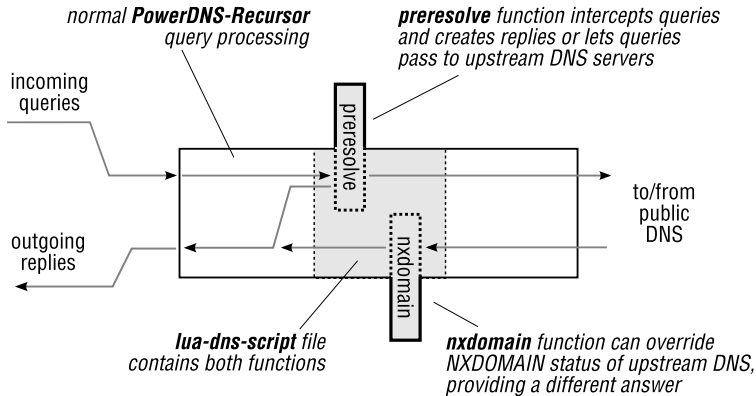 normal PowerDNS-Recursor
query processing
preresolve function intercepts queries
and creates replies or lets queries
pass to upstream DNS servers
incoming
queries
preresolve
to/from
public
DNS
outgoing
replies
nxdomain
lua-dns-script file
contains both functions
nxdomain function can override
NXDOMAIN status of upstream DNS,
providing a different answer